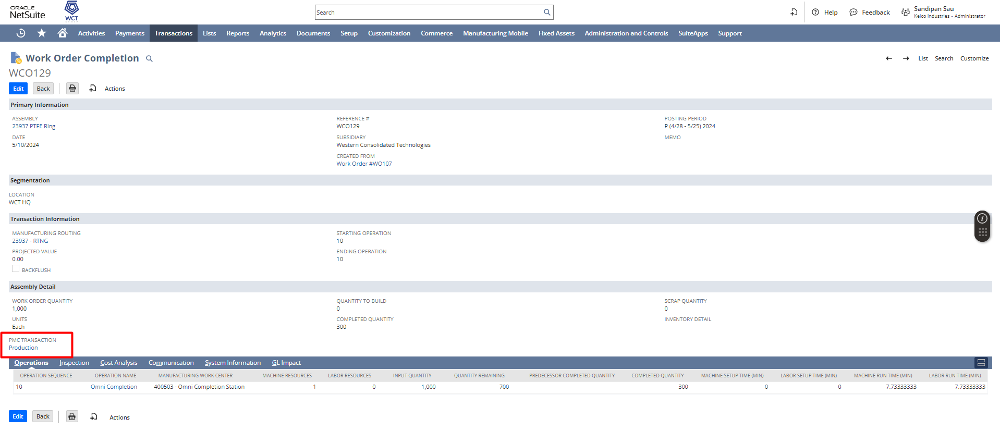 ORACLE
NetSuite
WCT
Search
Help
Feedback
Sandipan Sau
Kelco Industries - Administrator
Activities Payments Transactions Lists Reports Analytics Documents Setup Customization Commerce Manufacturing Mobile Fixed Assets Administration and Controls SuiteApps Support
Work Order Completion
List Search Customize
WCO129
Edit Back Actions
Primary Information
ASSEMBLY
23937 PTFE Ring
DATE
5/10/2024
REFERENCE #
WCO129
SUBSIDIARY
Western Consolidated Technologies
CREATED FROM
Work Order #WO107
POSTING PERIOD
P (4/28 - 5/25) 2024
MEMO
Segmentation
LOCATION
WCT HQ
Transaction Information
MANUFACTURING ROUTING
23937 - RTNG
PROJECTED VALUE
0.00
BACKFLUSH
STARTING OPERATION
10
ENDING OPERATION
10
Assembly Detail
WORK ORDER QUANTITY
1,000
UNITS
Each
QUANTITY TO BUILD
0
COMPLETED QUANTITY
300
SCRAP QUANTITY
0
INVENTORY DETAIL
PMC TRANSACTION
Production
Operations Inspection Cost Analysis Communication System Information GL Impact
OPERATION SEQUENCE OPERATION NAME MANUFACTURING WORK CENTER MACHINE RESOURCES LABOR RESOURCES INPUT QUANTITY QUANTITY REMAINING PREDECESSOR COMPLETED QUANTITY COMPLETED QUANTITY MACHINE SETUP TIME (MIN) LABOR SETUP TIME (MIN) MACHINE RUN TIME (MIN) LABOR RUN TIME (MIN)
10 Omni Completion 400503 - Omni Completion Station 1 0 1,000 700 300 0 0 7.73333333 7.73333333
Edit Back Actions